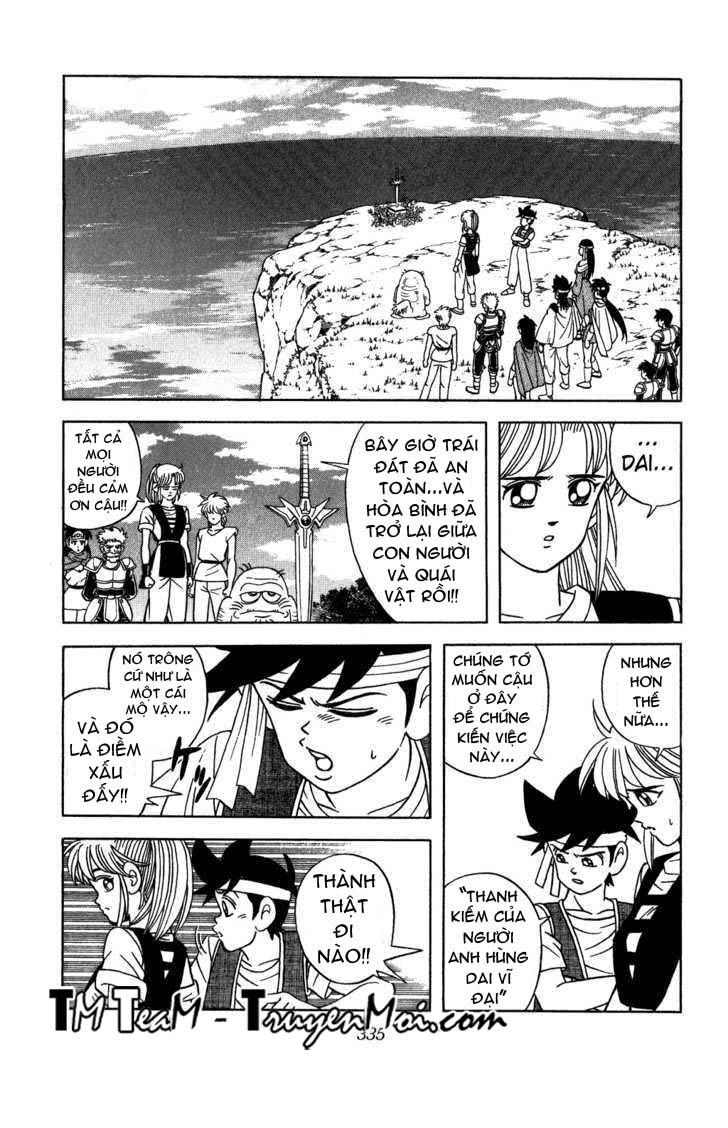 ...
DAI...
BÂY GIỜ TRÁI
ĐẤT ĐÃ AN
TOÀN...VÀ
HÒA BÌNH ĐÃ
TRỞ LẠI GIỮA
CON NGƯỜI
VÀ QUÁI
VẬT RỒI!!
TẤT CẢ
MỌI
NGƯỜI
ĐỀU CẢM
ƠN CẬU!!
NHƯNG
HƠN
THẾ
NỮA...
CHÚNG TỚ
MUỐN CẬU
Ở ĐÂY
ĐỂ CHỨNG
KIẾN VIỆC
NÀY...
"THANH
KIẾM CỦA
NGƯỜI
ANH HÙNG
DAI VĨ
ĐẠI"
NÓ TRÔNG
CỨ NHƯ LÀ
MỘT CÁI
MỘ VẬY...
VÀ ĐÓ
LÀ ĐIỀM
XẤU
ĐẤY!!
THÀNH
THẬT
ĐI
NÀO!!
TM TEAM - TRUYENMOI.COM
335